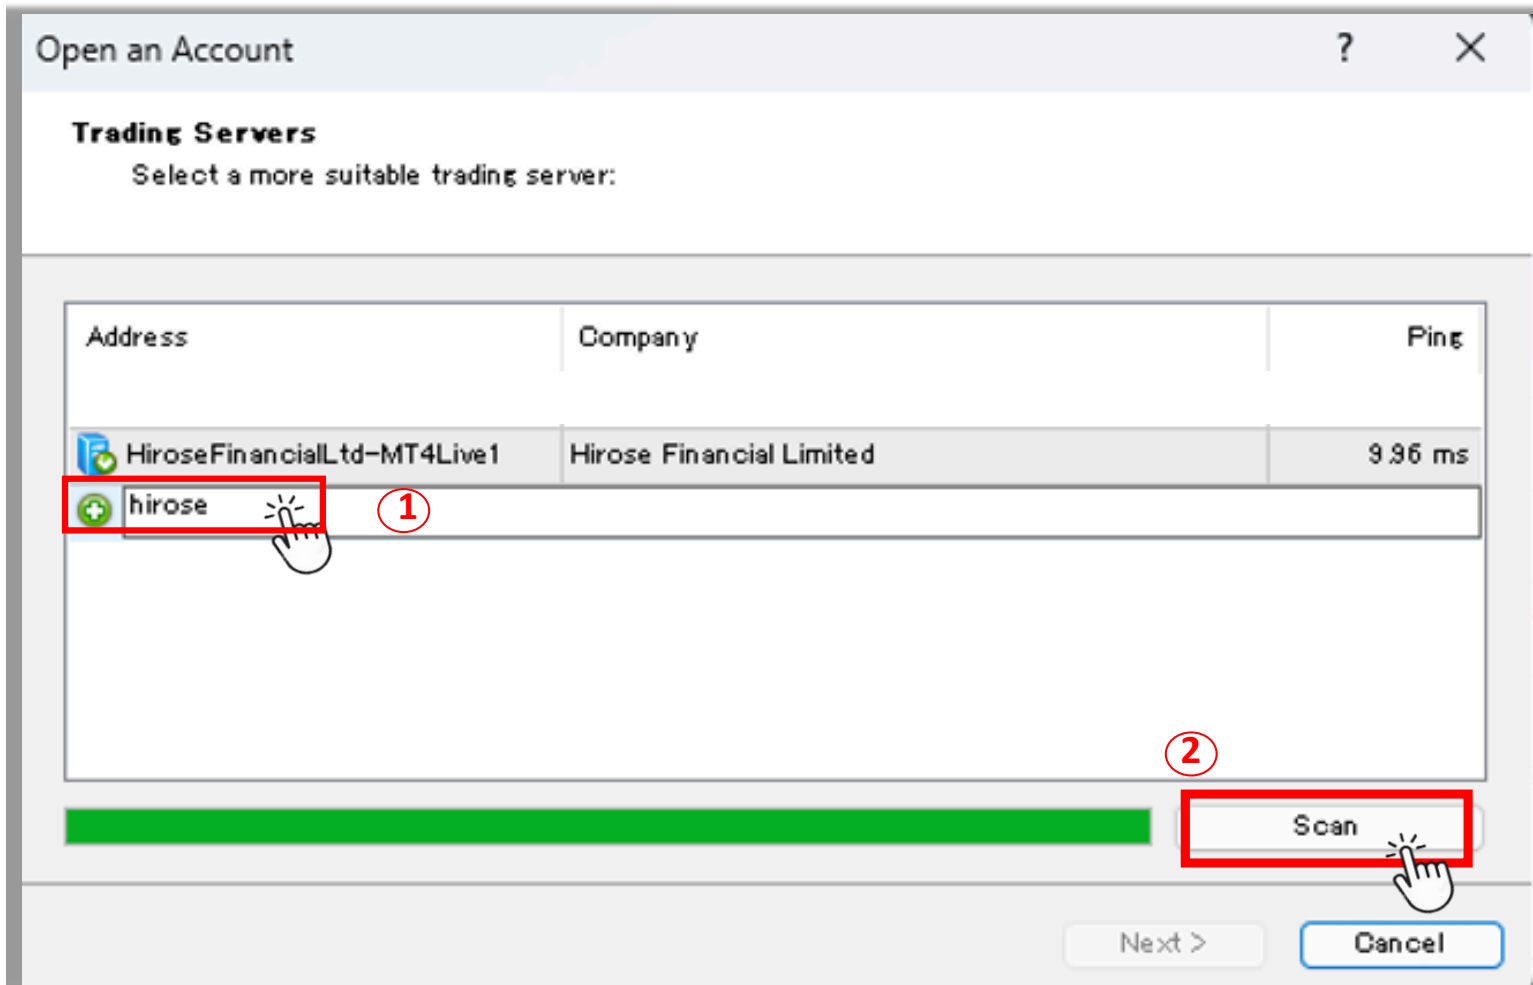 Open an Account ?
Trading Servers
Select a more suitable trading server:
Address Company Ping
HiroseFinancialLtd-MT4Live1 Hirose Financial Limited 9.96 ms
hirose 1
2
Scan
Next > Cancel